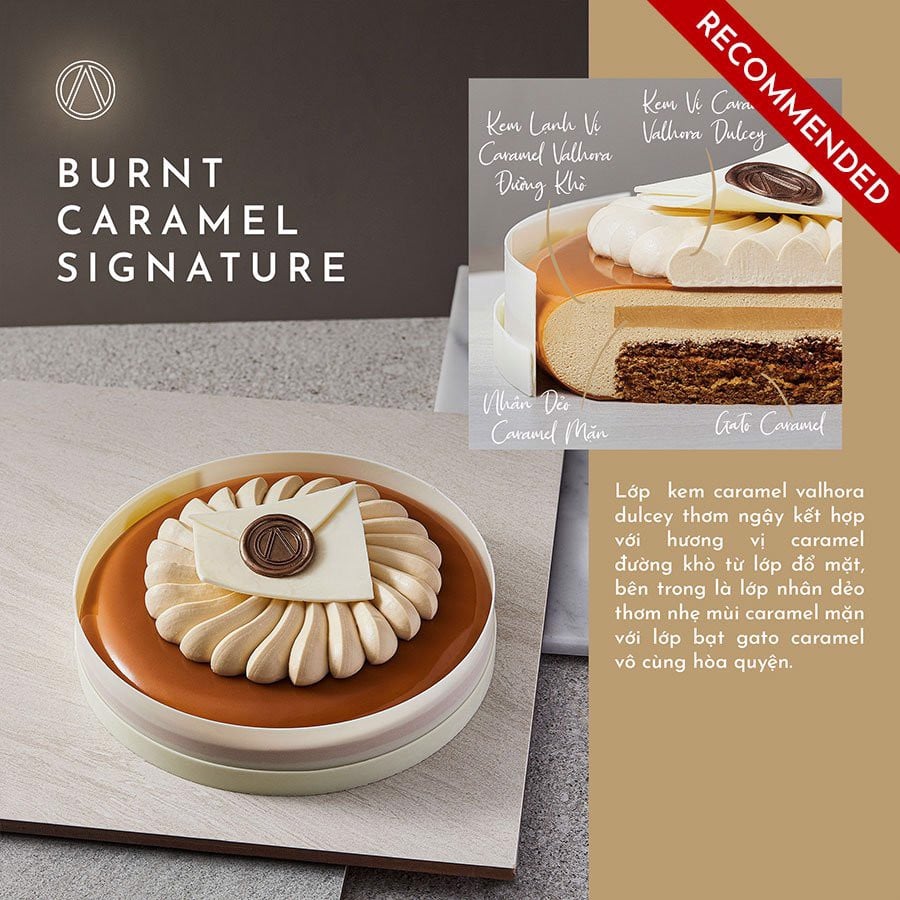 BURNT
CARAMEL
SIGNATURE
RECOMMENDED
Kem Lạnh Vị
Caramel Valhora
Đường Khò
Kem Vị
Valhora Dulcey
Nhân Dẻo
Caramel Mặn
Gato Caramel
Lớp kem caramel valhora
dulcey thơm ngậy kết hợp
với hương vị caramel
đường khò từ lớp đổ mặt,
bên trong là lớp nhân dẻo
thơm nhẹ mùi caramel mặn
với lớp bạt gato caramel
vô cùng hòa quyện.